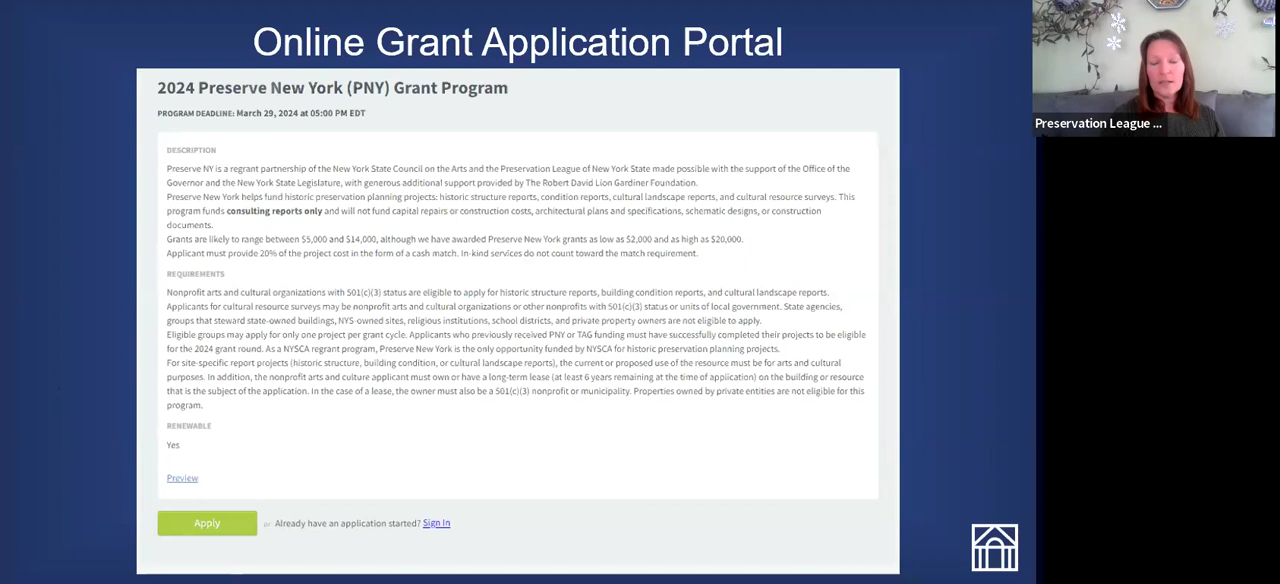 Online Grant Application Portal
2024 Preserve New York (PNY) Grant Program
PROGRAM DEADLINE: March 29, 2024 at 05:00 PM EDT
DESCRIPTION
Preserve NY is a regrant partnership of the New York State Council on the Arts and the Preservation League of New York State made possible with the support of the Office of the
Governor and the New York State Legislature, with generous additional support provided by The Robert David Lion Gardiner Foundation.
Preserve New York helps fund historic preservation planning projects: historic structure reports, condition reports, cultural landscape reports, and cultural resource surveys. This
program funds consulting reports only and will not fund capital repairs or construction costs, architectural plans and specifications, schematic designs, or construction
documents.
Grants are likely to range between $5,000 and $14,000, although we have awarded Preserve New York grants as low as $2,000 and as high as $20,000.
Applicant must provide 20% of the project cost in the form of a cash match. In-kind services do not count toward the match requirement.
REQUIREMENTS
Nonprofit arts and cultural organizations with 501(c)(3) status are eligible to apply for historic structure reports, building condition reports, and cultural landscape reports.
Applicants for cultural resource surveys may be nonprofit arts and cultural organizations or other nonprofits with 501(c)(3) status or units of local government. State agencies,
groups that steward state-owned buildings, NYS-owned sites, religious institutions, school districts, and private property owners are not eligible to apply.
Eligible groups may apply for only one project per grant cycle. Applicants who previously received PNY or TAG funding must have successfully completed their projects to be eligible
for the 2024 grant round. As a NYSCA regrant program, Preserve New York is the only opportunity funded by NYSCA for historic preservation planning projects.
For site-specific report projects (historic structure, building condition, or cultural landscape reports), the current or proposed use of the resource must be for arts and cultural
purposes. In addition, the nonprofit arts and culture applicant must own or have a long-term lease (at least 6 years remaining at the time of application) on the building or resource
that is the subject of the application. In the case of a lease, the owner must also be a 501(c)(3) nonprofit or municipality. Properties owned by private entities are not eligible for this
program.
RENEWABLE
Yes
Preview
Apply or Already have an application started? Sign In
Preservation League ...